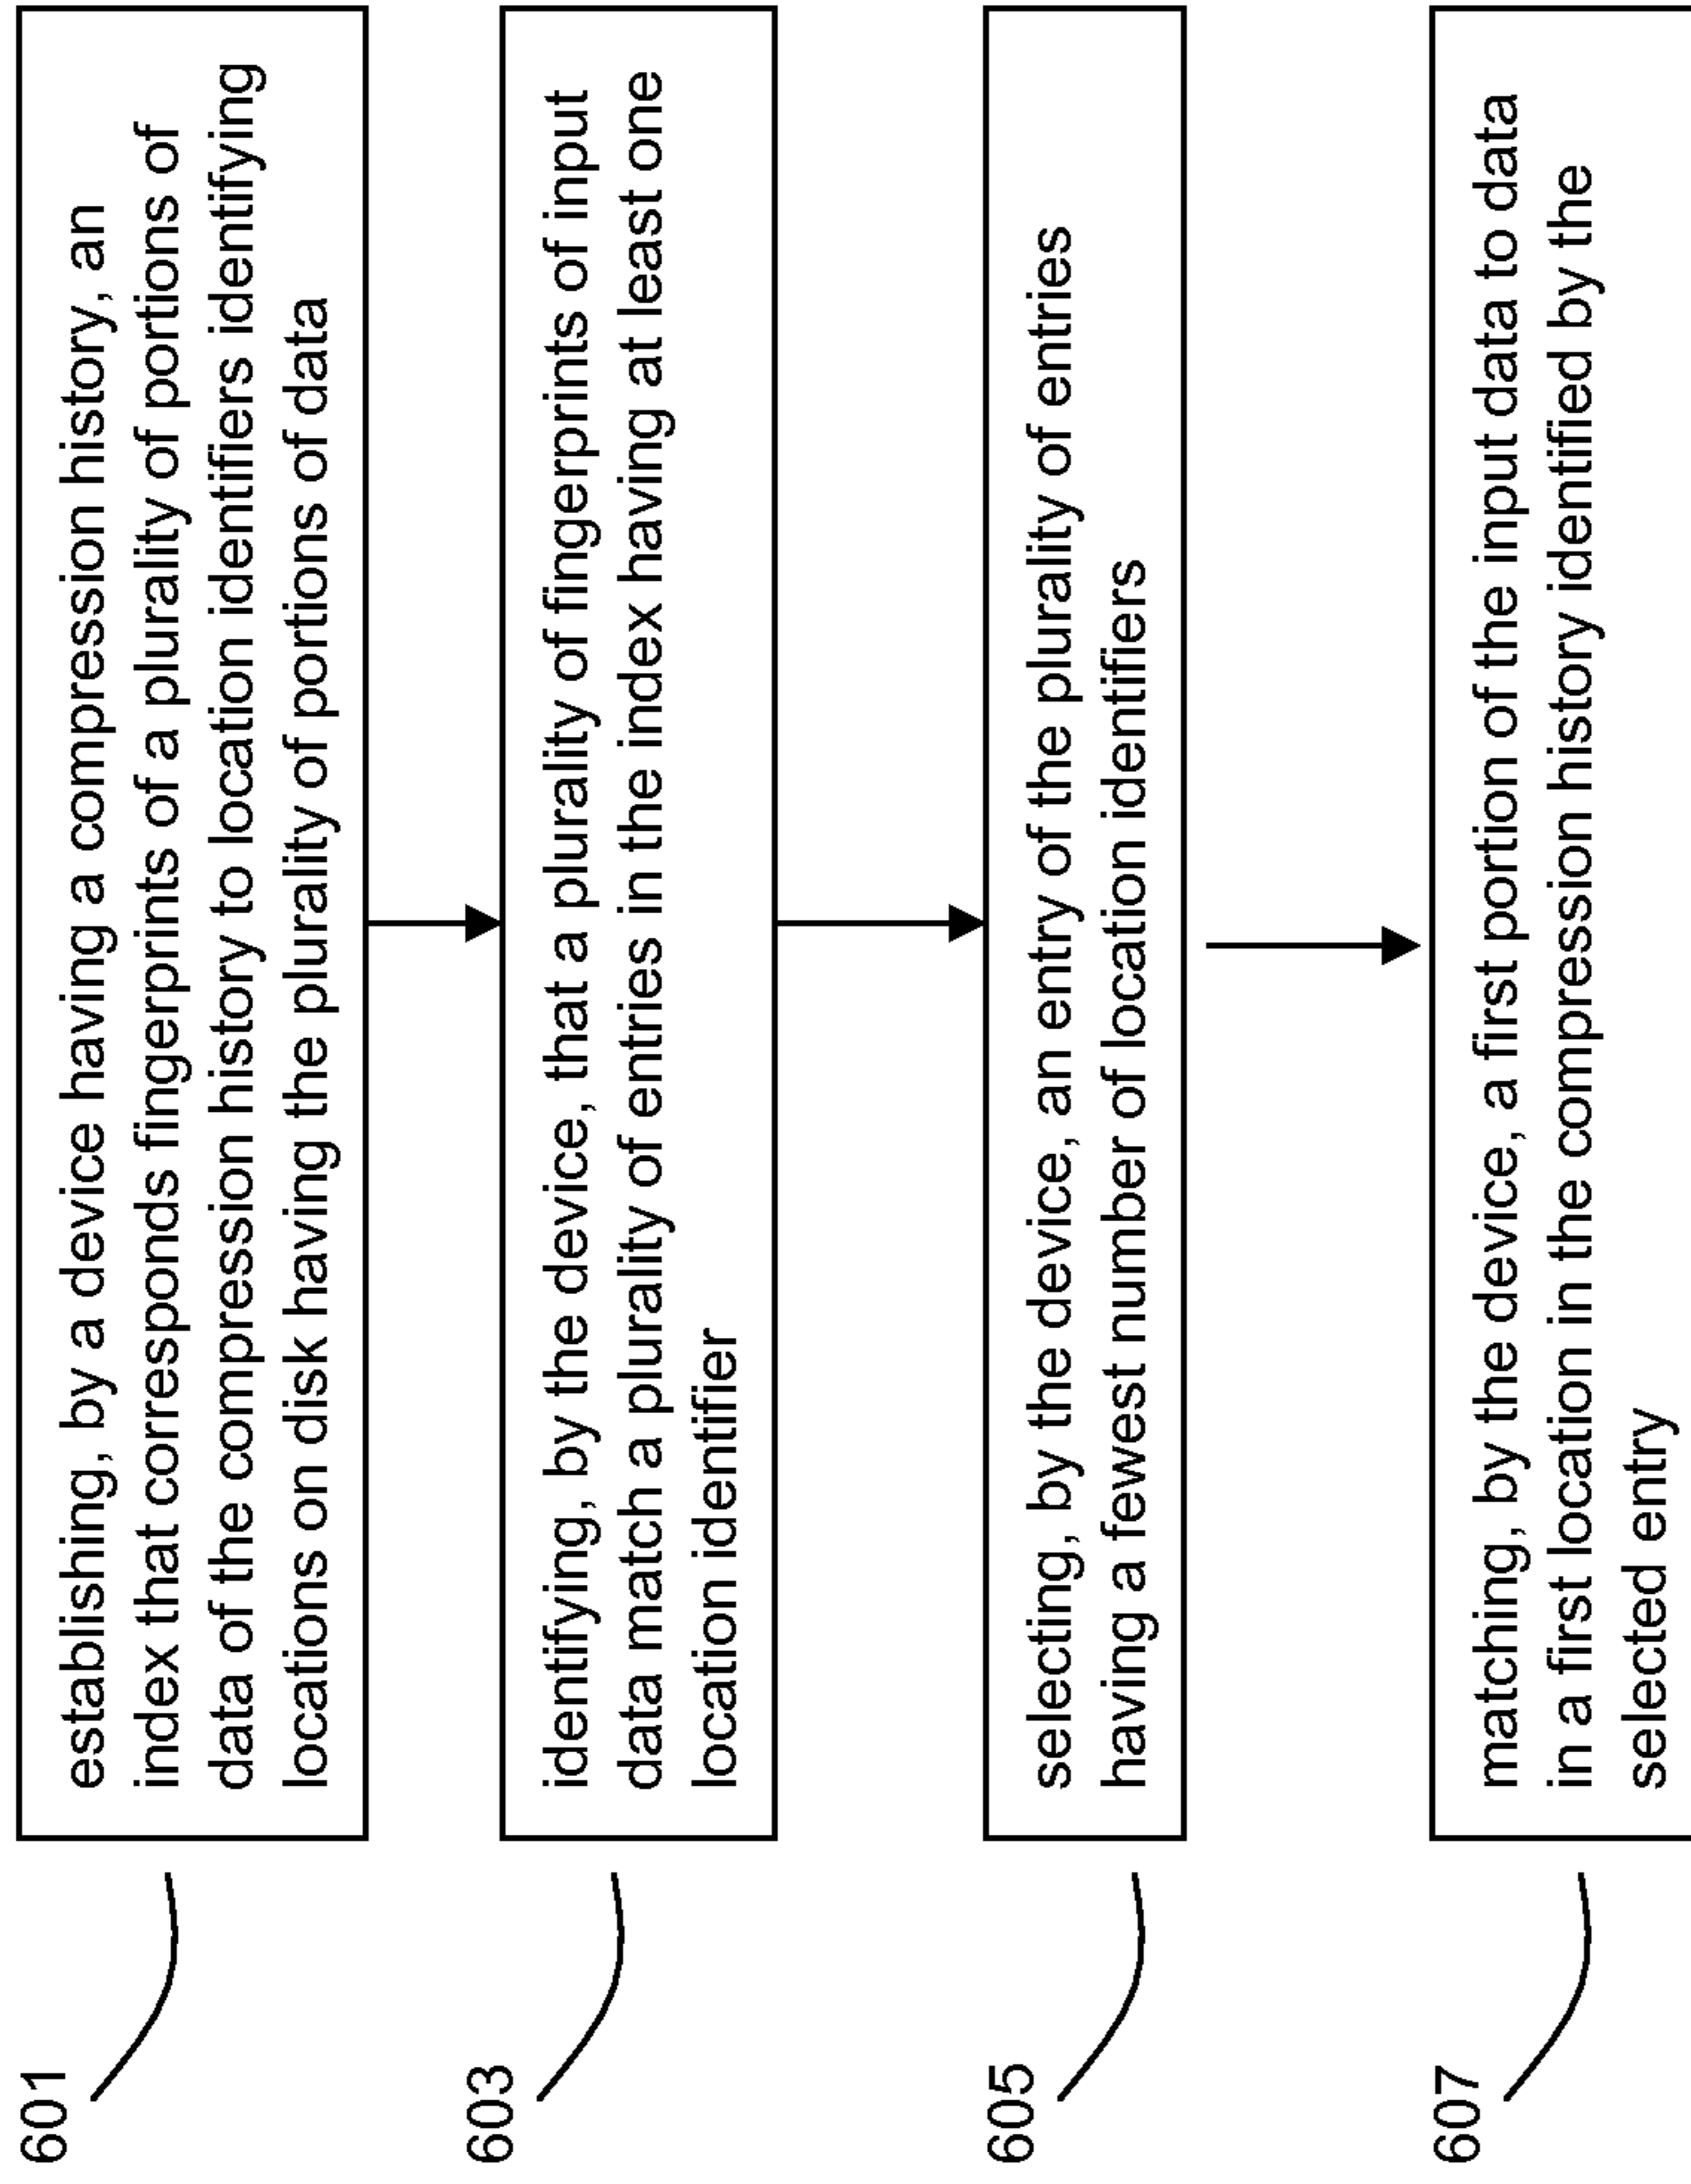 601
establishing, by a device having a compression history, an
index that corresponds fingerprints of a plurality of portions of
data of the compression history to location identifiers identifying
locations on disk having the plurality of portions of data
603
identifying, by the device, that a plurality of fingerprints of input
data match a plurality of entries in the index having at least one
location identifier
605
selecting, by the device, an entry of the plurality of entries
having a fewest number of location identifiers
607
matching, by the device, a first portion of the input data to data
in a first location in the compression history identified by the
selected entry